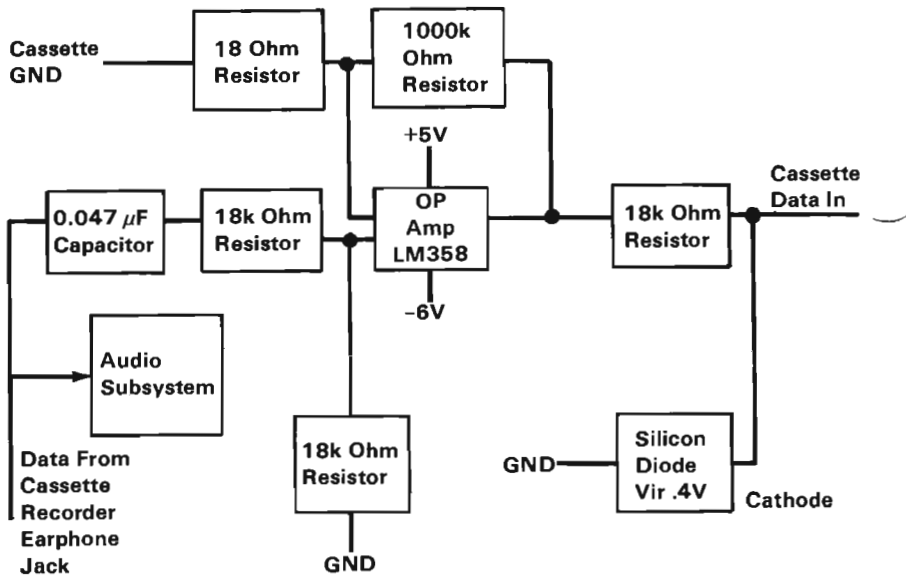 Cassette
GND
18 Ohm
Resistor
1000k
Ohm
Resistor
+5V
0.047 μF
Capacitor
18k Ohm
Resistor
OP
Amp
LM358
–6V
18k Ohm
Resistor
Cassette
Data In
Audio
Subsystem
Data From
Cassette
Recorder
Earphone
Jack
18k Ohm
Resistor
GND
GND
Silicon
Diode
Vir .4V
Cathode